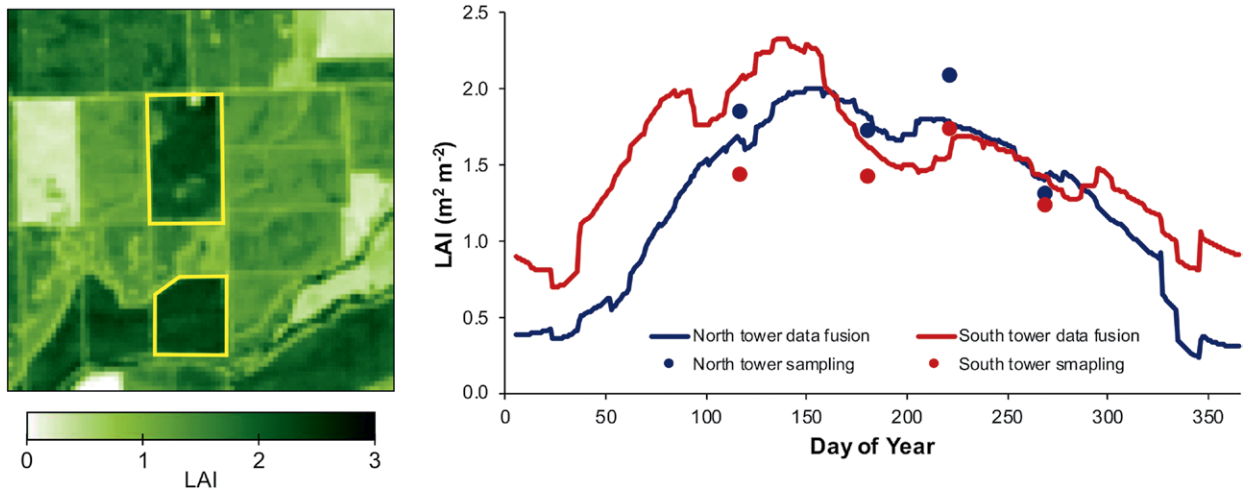 0
1
2
3
LAI
2.5
2.0
1.5
1.0
0.5
0.0
LAI (m² m⁻²)
North tower data fusion
South tower data fusion
North tower sampling
South tower smapling
0
50
100
150
200
250
300
350
Day of Year